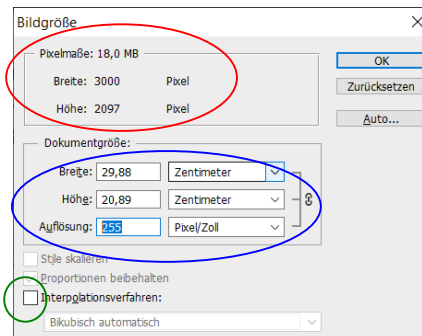 Bildgröße
Pixelmaße: 18,0 MB
Breite: 3000 Pixel
Höhe: 2097 Pixel
OK
Zurücksetzen
Auto...
Dokumentgröße:
Breite: 29,88 Zentimeter
Höhe: 20,89 Zentimeter
Auflösung: 255 Pixel/Zoll
Stile skalieren
Proportionen beibehalten
Interpolationsverfahren:
Bikubisch automatisch